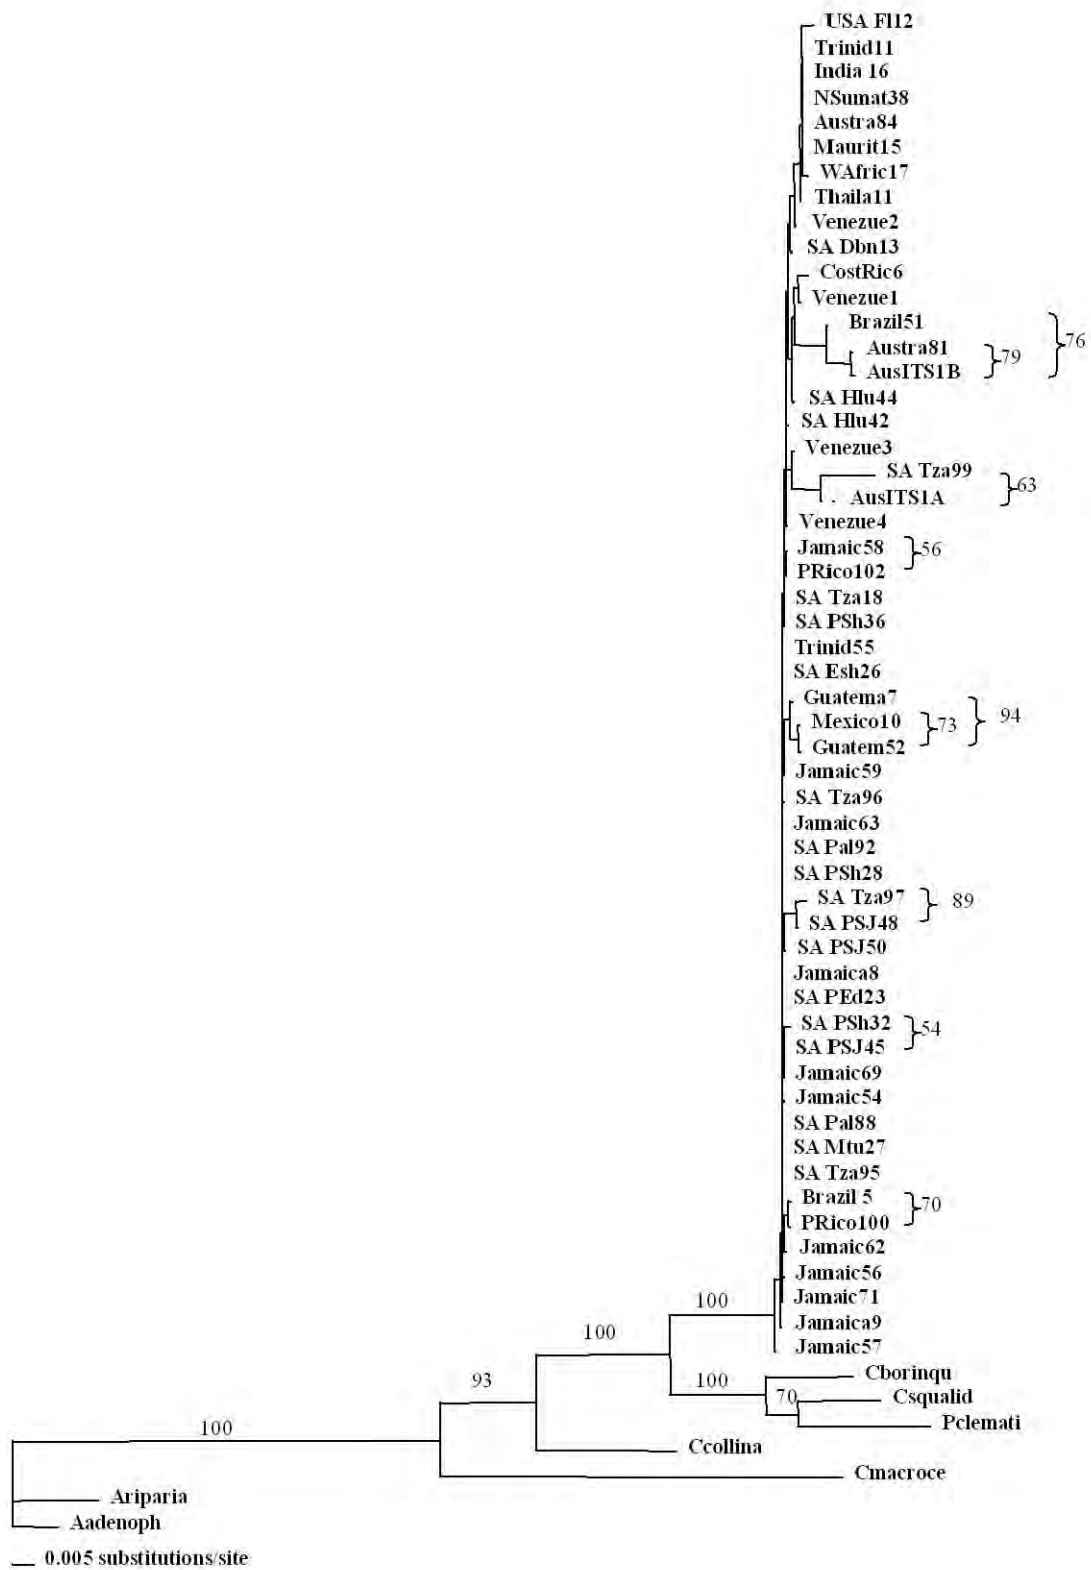 USA Fl12
Trinid11
India 16
NSumat38
Austra84
Maurit15
WAfric17
Thaila11
Venezue2
SA Dbn13
CostRic6
Venezue1
Brazil51
76
Austra81
79
AusITS1B
SA Hlu44
SA Hlu42
Venezue3
SA Tza99
63
AusITS1A
Venezue4
Jamaic58
56
PRico102
SA Tza18
SA PSh36
Trinid55
SA Esh26
Guatema7
Mexico10
73
94
Guatem52
Jamaic59
SA Tza96
Jamaic63
SA Pal92
SA PSh28
SA Tza97
89
SA PSJ48
SA PSJ50
Jamaica8
SA PEd23
SA PSh32
54
SA PSJ45
Jamaic69
Jamaic54
SA Pal88
SA Mtu27
SA Tza95
Brazil 5
70
PRico100
Jamaic62
Jamaic56
Jamaic71
100
Jamaica9
100
Jamaic57
Cborinqu
93
100
70
Csqualid
Pclemati
100
Ccollina
Cmacroce
Ariparia
Aadenoph
0.005 substitutions/site